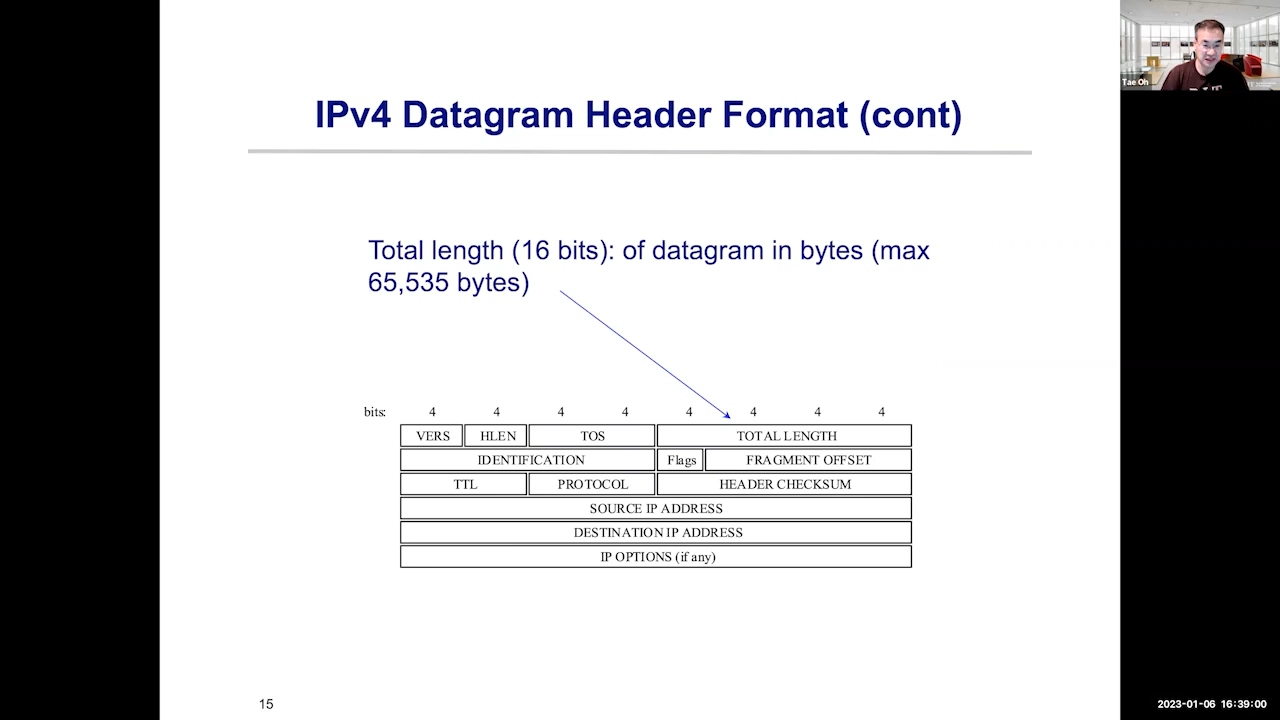 Tae Oh
IPv4 Datagram Header Format (cont)
Total length (16 bits): of datagram in bytes (max
65,535 bytes)
bits: 4 4 4 4 4 4 4 4
VERS HLEN TOS TOTAL LENGTH
IDENTIFICATION Flags FRAGMENT OFFSET
TTL PROTOCOL HEADER CHECKSUM
SOURCE IP ADDRESS
DESTINATION IP ADDRESS
IP OPTIONS (if any)
15
2023-01-06 16:39:00